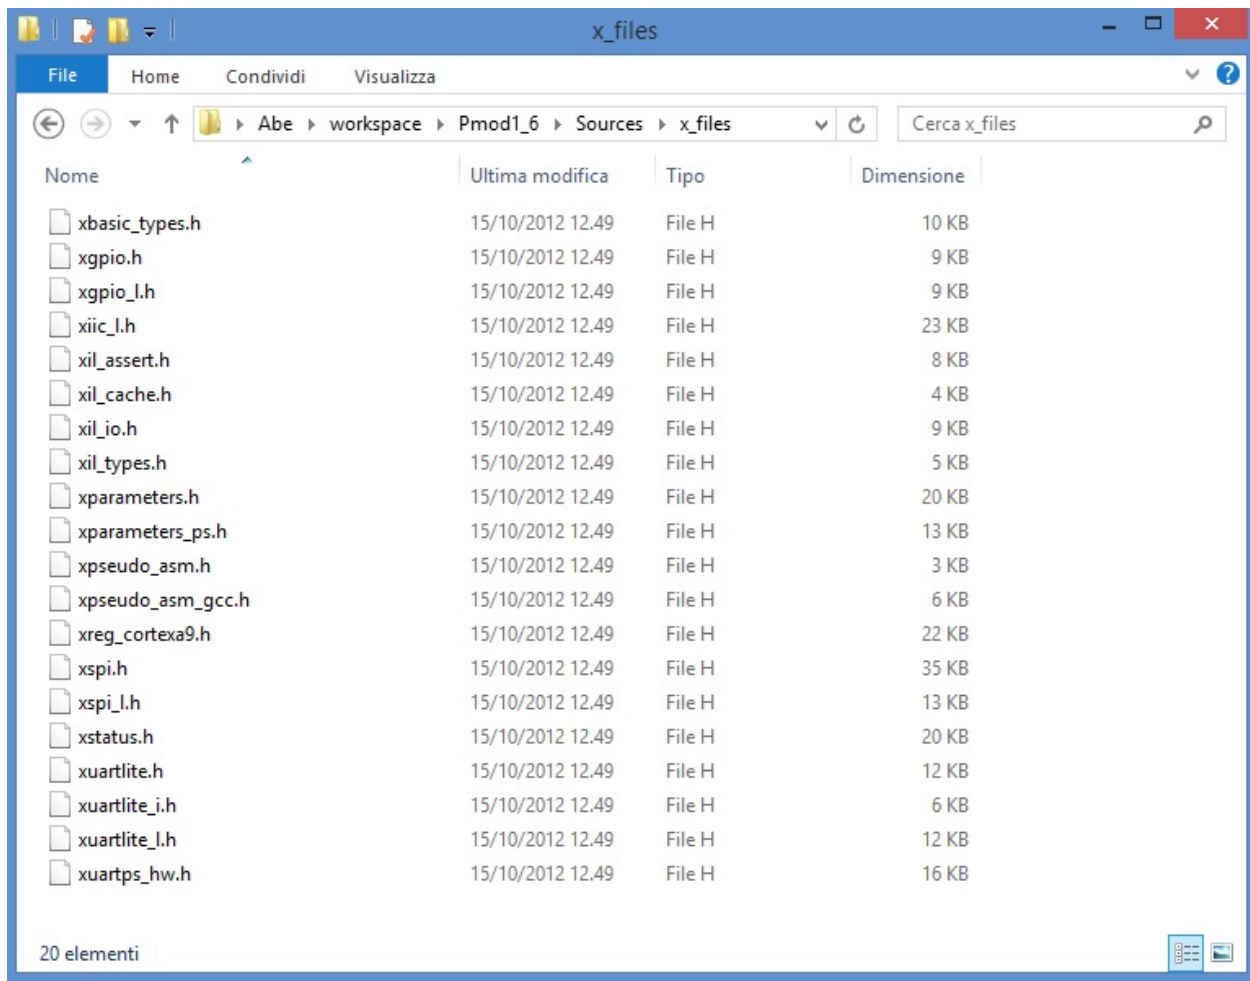 x_files
File Home Condividi Visualizza
Abe workspace Pmod1_6 Sources x_files Cerca x_files
Nome Ultima modifica Tipo Dimensione
xbasic_types.h 15/10/2012 12.49 File H 10 KB
xgpio.h 15/10/2012 12.49 File H 9 KB
xgpio_l.h 15/10/2012 12.49 File H 9 KB
xiic_l.h 15/10/2012 12.49 File H 23 KB
xil_assert.h 15/10/2012 12.49 File H 8 KB
xil_cache.h 15/10/2012 12.49 File H 4 KB
xil_io.h 15/10/2012 12.49 File H 9 KB
xil_types.h 15/10/2012 12.49 File H 5 KB
xparameters.h 15/10/2012 12.49 File H 20 KB
xparameters_ps.h 15/10/2012 12.49 File H 13 KB
xpseudo_asm.h 15/10/2012 12.49 File H 3 KB
xpseudo_asm_gcc.h 15/10/2012 12.49 File H 6 KB
xreg_cortexa9.h 15/10/2012 12.49 File H 22 KB
xspi.h 15/10/2012 12.49 File H 35 KB
xspi_l.h 15/10/2012 12.49 File H 13 KB
xstatus.h 15/10/2012 12.49 File H 20 KB
xuartlite.h 15/10/2012 12.49 File H 12 KB
xuartlite_i.h 15/10/2012 12.49 File H 6 KB
xuartlite_l.h 15/10/2012 12.49 File H 12 KB
xuartps_hw.h 15/10/2012 12.49 File H 16 KB
20 elementi